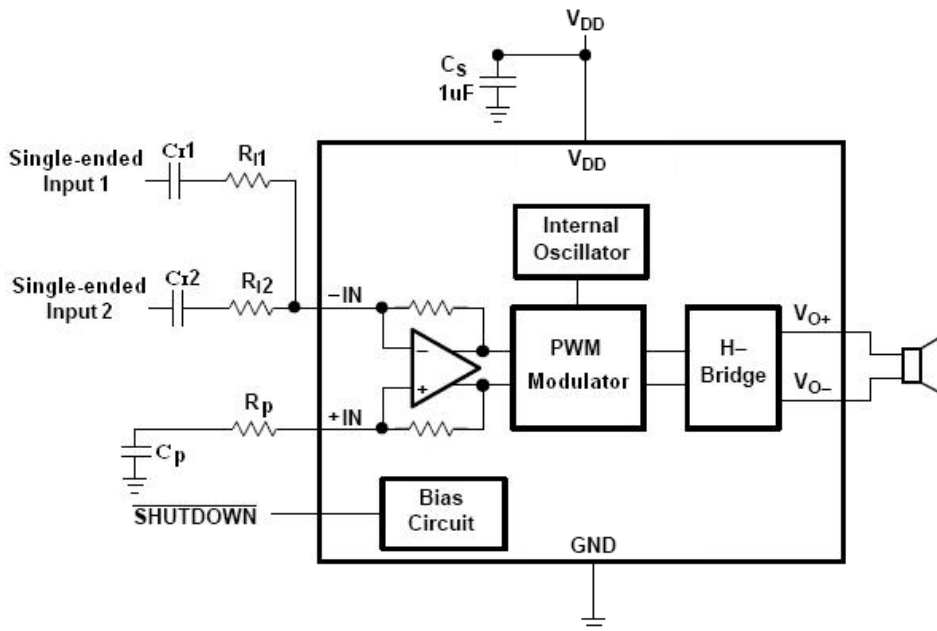 VDD
CS
1uF
Single-ended
Input 1
CI1
RI1
VDD
Internal
Oscillator
Single-ended
Input 2
CI2
RI2
−IN
−
+
PWM
Modulator
H−
Bridge
VO+
VO−
Rp
+IN
Cp
SHUTDOWN
Bias
Circuit
GND